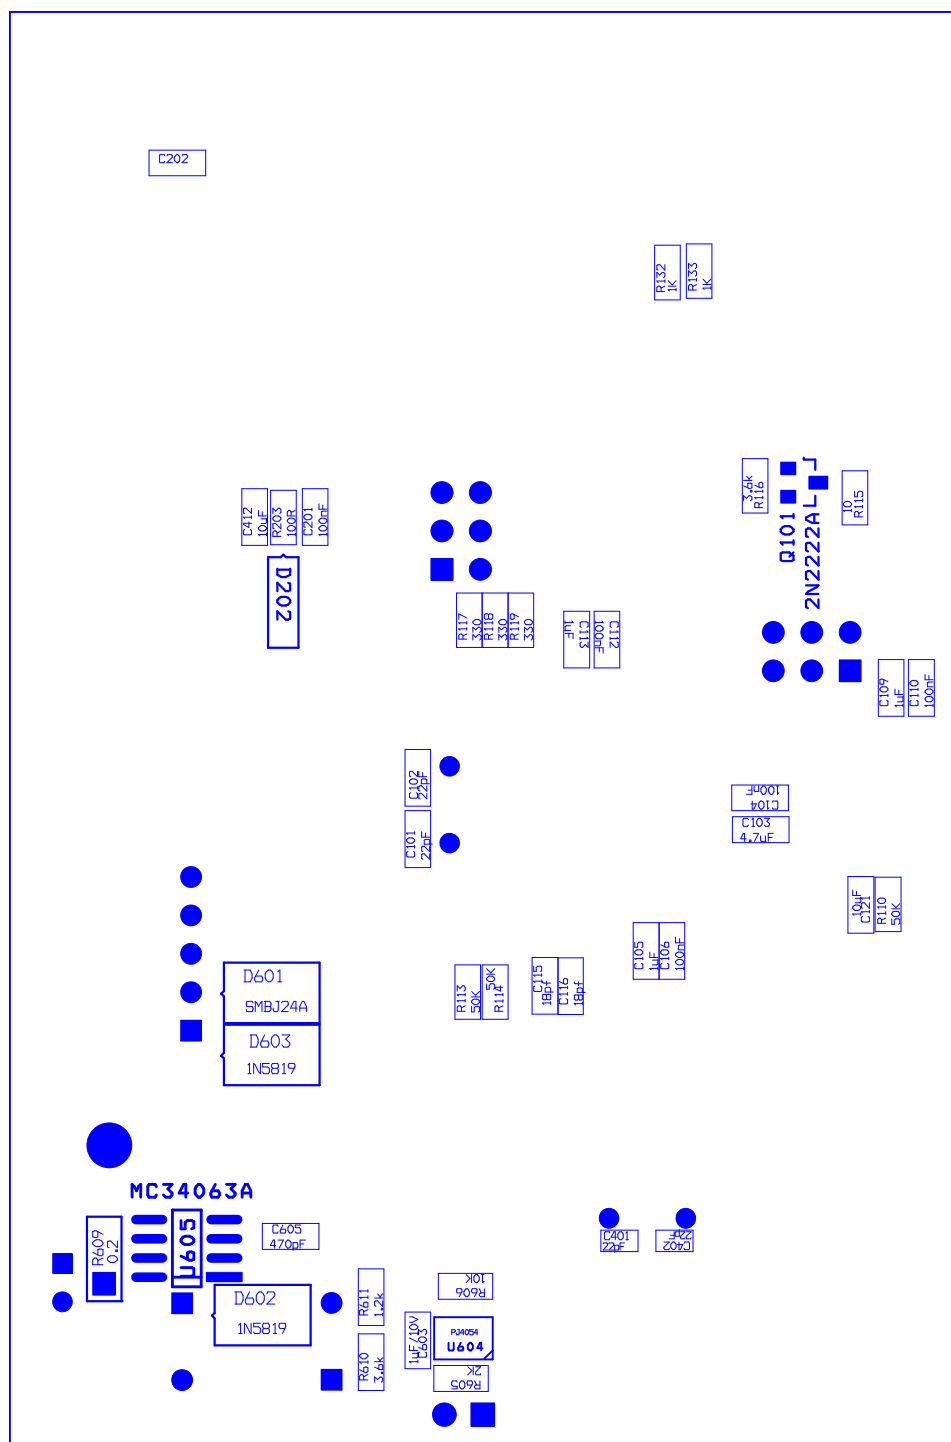 C202
R132
1K
R133
1K
3.6k
R116
Q101
2N2222A
10
R115
C412
10uF
R203
100R
C201
100nF
D202
R117
330
R118
330
R119
330
C113
1uF
C112
100nF
C109
1uF
C110
100nF
C102
22pF
C101
22pF
100nF
C104
C103
4.7uF
10uF
C121
R110
50K
C105
1uF
C106
100nF
D601
SMBJ24A
R113
50K
50K
R114
C115
18pf
C116
18pf
D603
1N5819
MC34063A
U605
R609
0.2
C605
470pF
C401
22pF
22pF
C402
D602
1N5819
R611
1.2k
10K
R606
1uF/10V
C603
PJ4054
U604
R610
3.6k
2K
R605